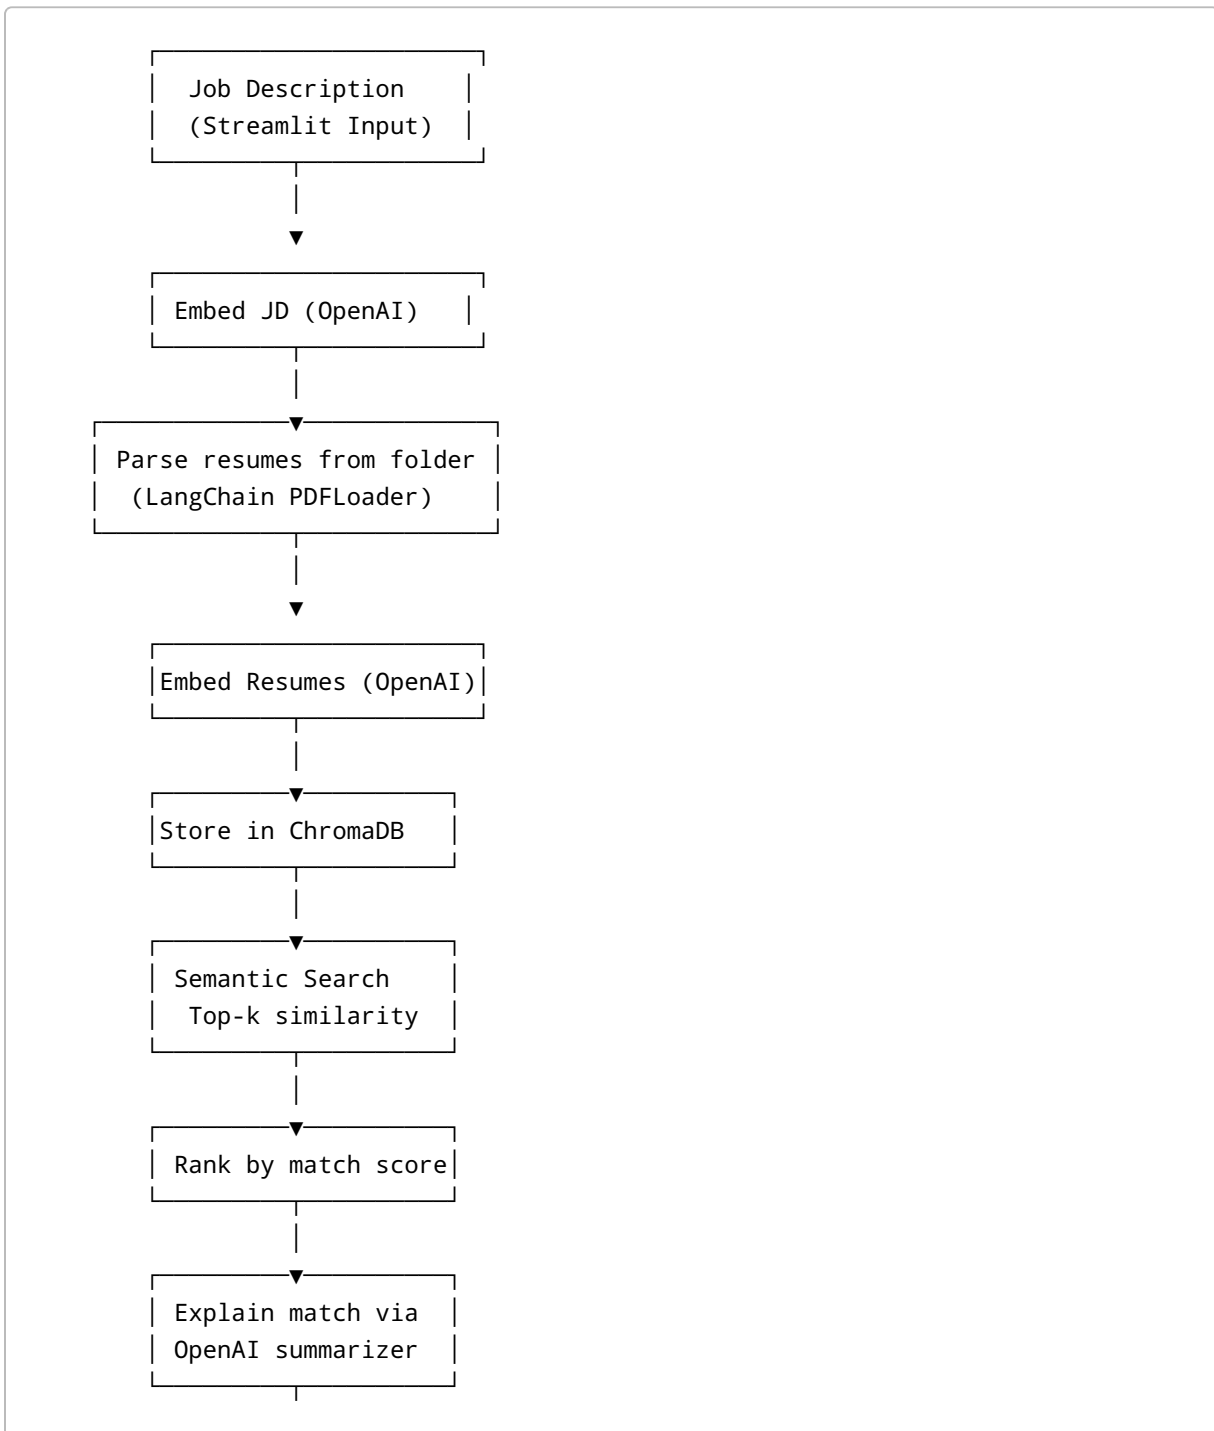 Job Description
(Streamlit Input)
Embed JD (OpenAI)
Parse resumes from folder
(LangChain PDFLoader)
Embed Resumes (OpenAI)
Store in ChromaDB
Semantic Search
Top-k similarity
Rank by match score
Explain match via
OpenAI summarizer